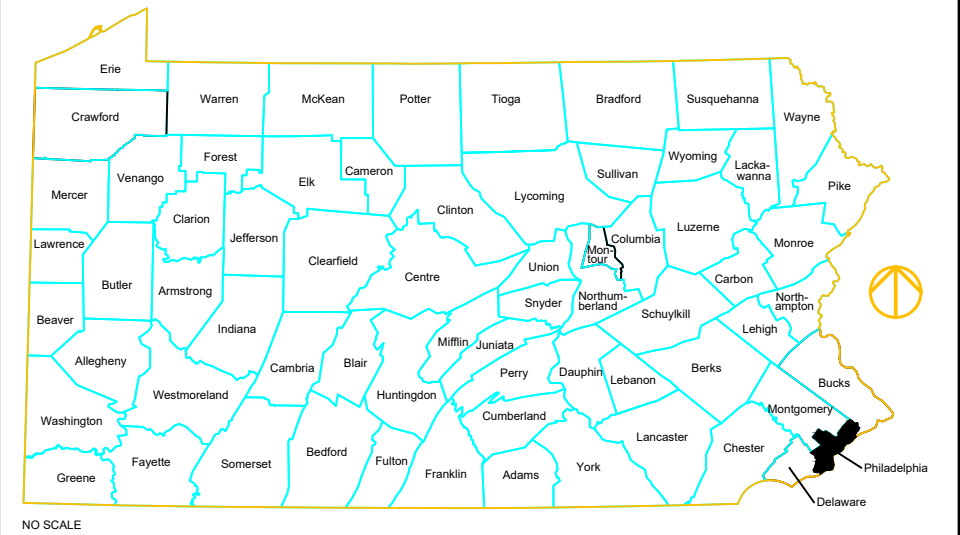 Erie
Crawford
Warren
McKean
Potter
Tioga
Bradford
Susquehanna
Wayne
Forest
Venango
Mercer
Elk
Cameron
Clinton
Lycoming
Sullivan
Wyoming
Lacka-
wanna
Pike
Clarion
Jefferson
Lawrence
Butler
Armstrong
Clearfield
Centre
Union
Mon-
tour
Columbia
Luzerne
Monroe
Carbon
Beaver
Indiana
Snyder
Northum-
berland
Schuylkill
North-
ampton
Lehigh
Allegheny
Westmoreland
Cambria
Blair
Huntingdon
Mifflin
Juniata
Perry
Dauphin
Lebanon
Berks
Bucks
Montgomery
Washington
Cumberland
Greene
Fayette
Somerset
Bedford
Fulton
Franklin
Adams
York
Lancaster
Chester
Philadelphia
Delaware
NO SCALE